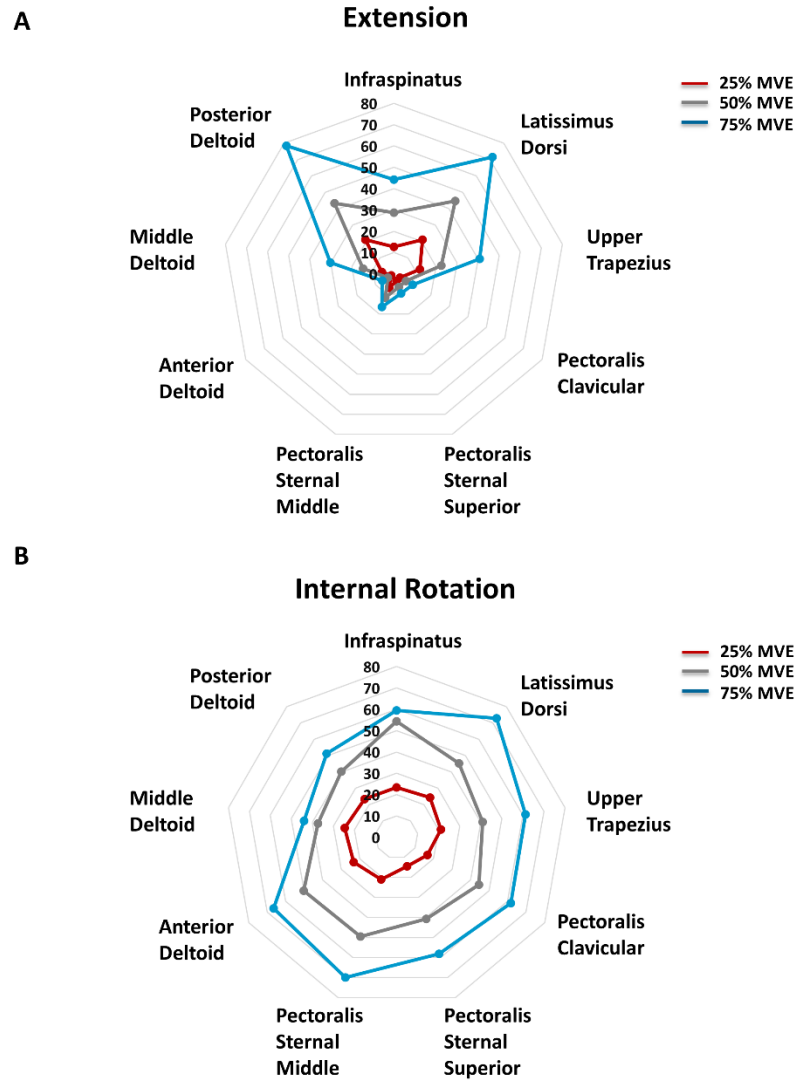 A
Extension
Infraspinatus
25% MVE
50% MVE
75% MVE
Posterior
Deltoid
Latissimus
Dorsi
80
70
60
50
40
30
20
10
0
Middle
Deltoid
Upper
Trapezius
Anterior
Deltoid
Pectoralis
Clavicular
Pectoralis
Sternal
Middle
Pectoralis
Sternal
Superior
B
Internal Rotation
Infraspinatus
25% MVE
50% MVE
75% MVE
Posterior
Deltoid
Latissimus
Dorsi
80
70
60
50
40
30
20
10
0
Middle
Deltoid
Upper
Trapezius
Anterior
Deltoid
Pectoralis
Clavicular
Pectoralis
Sternal
Middle
Pectoralis
Sternal
Superior